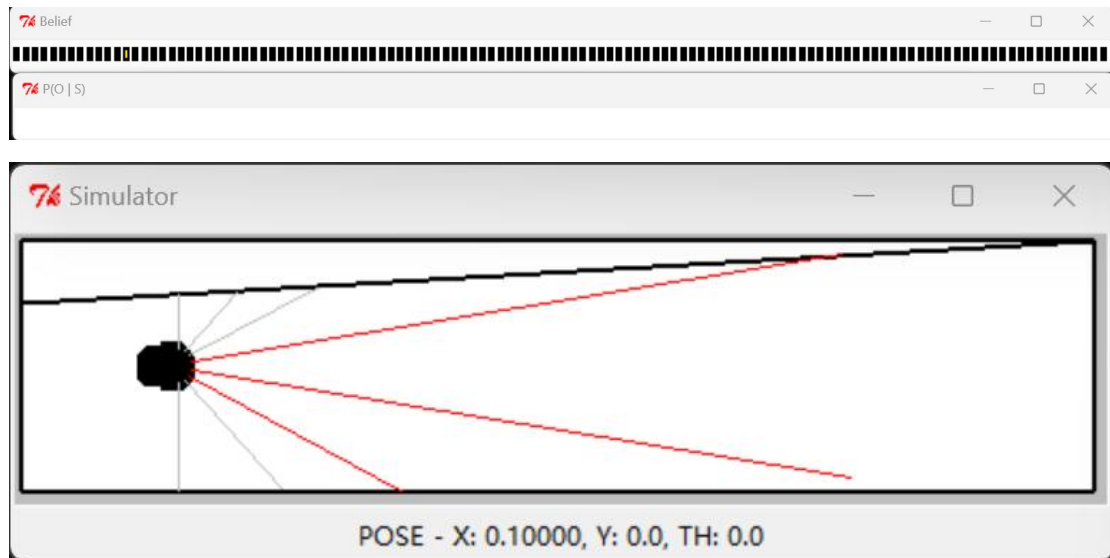 Belief
P(O | S)
Simulator
POSE - X: 0.10000, Y: 0.0, TH: 0.0